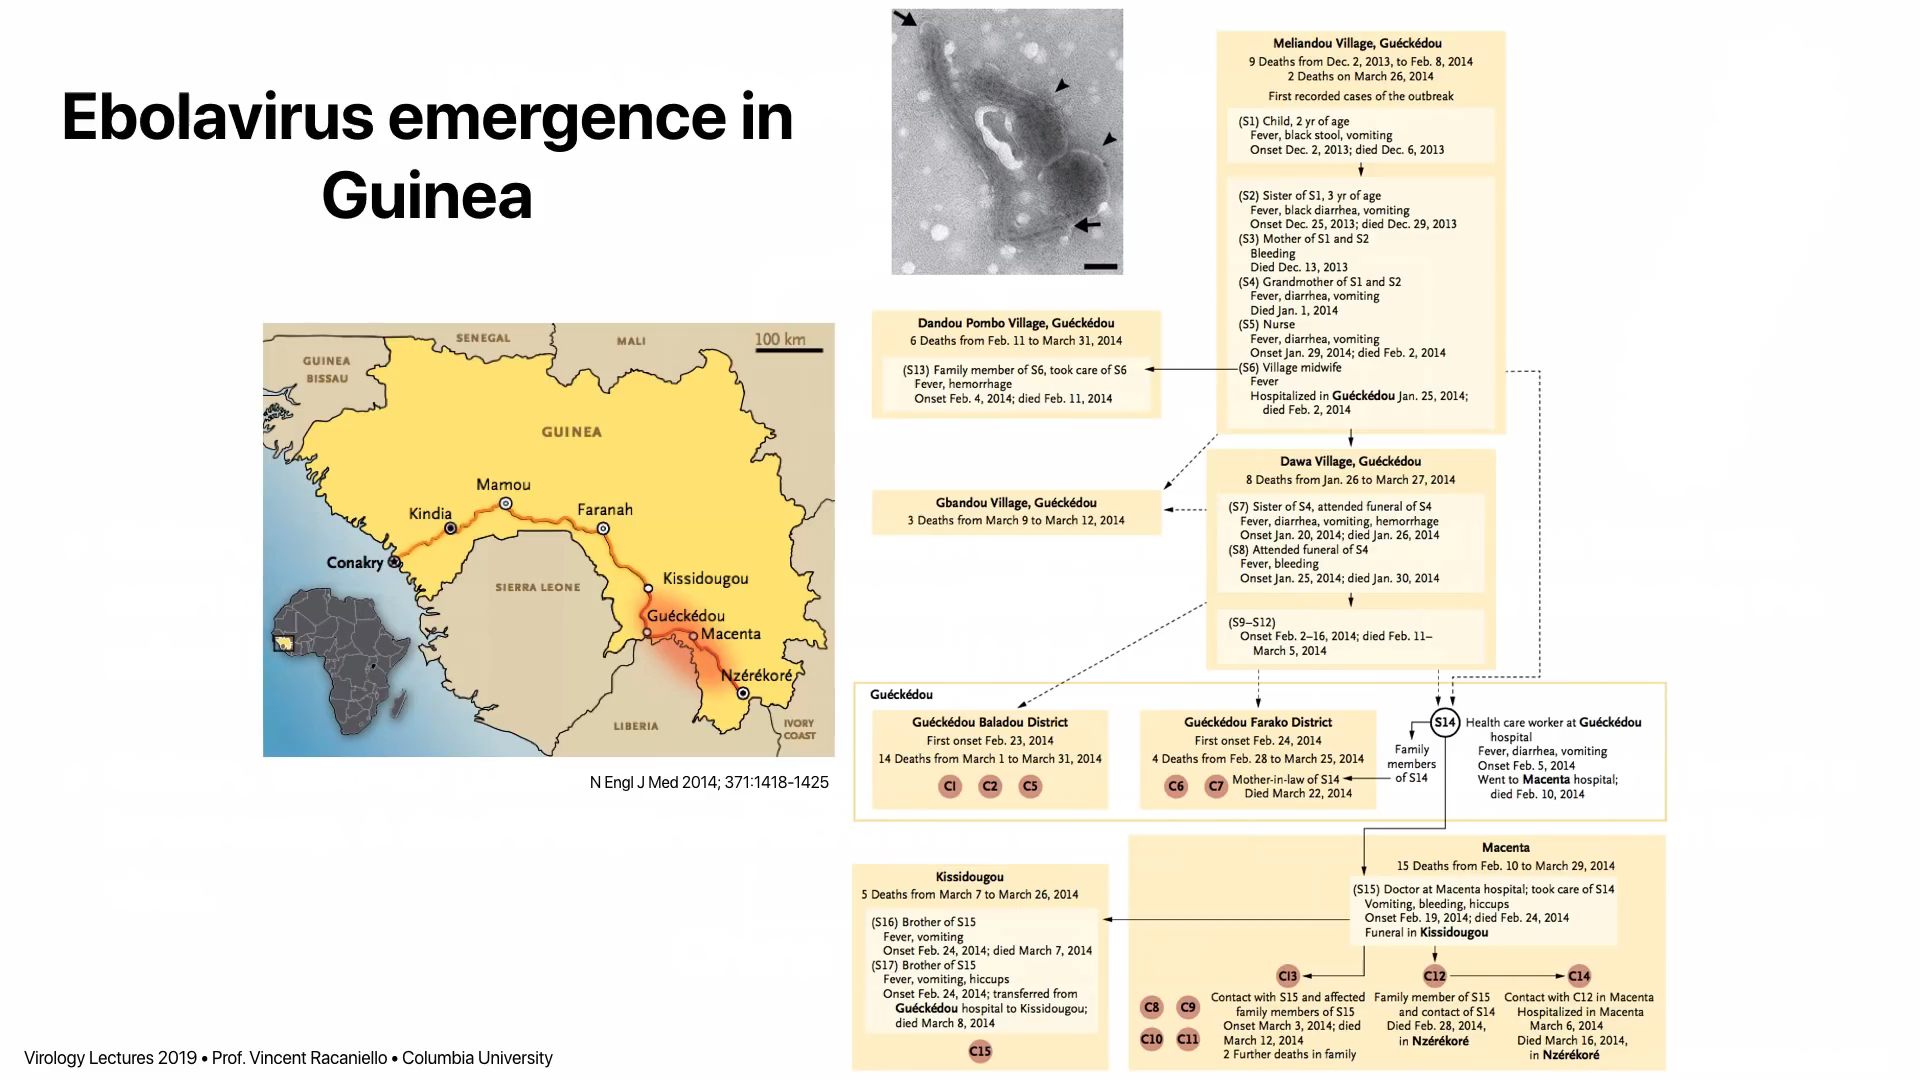 Ebolavirus emergence in
Guinea
100 km
SENEGAL
MALI
GUINEA
BISSAU
GUINEA
Mamou
Kindia
Faranah
Conakry
Kissidougou
SIERRA LEONE
Guéckédou
Macenta
Nzérékoré
LIBERIA
IVORY
COAST
N Engl J Med 2014; 371:1418-1425
Meliandou Village, Guéckédou
9 Deaths from Dec. 2, 2013, to Feb. 8, 2014
2 Deaths on March 26, 2014
First recorded cases of the outbreak
(S1) Child, 2 yr of age
Fever, black stool, vomiting
Onset Dec. 2, 2013; died Dec. 6, 2013
(S2) Sister of S1, 3 yr of age
Fever, black diarrhea, vomiting
Onset Dec. 25, 2013; died Dec. 29, 2013
(S3) Mother of S1 and S2
Bleeding
Died Dec. 13, 2013
(S4) Grandmother of S1 and S2
Fever, diarrhea, vomiting
Died Jan. 1, 2014
(S5) Nurse
Fever, diarrhea, vomiting
Onset Jan. 29, 2014; died Feb. 2, 2014
(S6) Village midwife
Fever
Hospitalized in Guéckédou Jan. 25, 2014;
died Feb. 2, 2014
Dandou Pombo Village, Guéckédou
6 Deaths from Feb. 11 to March 31, 2014
(S13) Family member of S6, took care of S6
Fever, hemorrhage
Onset Feb. 4, 2014; died Feb. 11, 2014
Gbandou Village, Guéckédou
3 Deaths from March 9 to March 12, 2014
Dawa Village, Guéckédou
8 Deaths from Jan. 26 to March 27, 2014
(S7) Sister of S4, attended funeral of S4
Fever, diarrhea, vomiting, hemorrhage
Onset Jan. 20, 2014; died Jan. 26, 2014
(S8) Attended funeral of S4
Fever, bleeding
Onset Jan. 25, 2014; died Jan. 30, 2014
(S9–S12)
Onset Feb. 2–16, 2014; died Feb. 11–
March 5, 2014
Guéckédou
Guéckédou Baladou District
First onset Feb. 23, 2014
14 Deaths from March 1 to March 31, 2014
C1 C2 C5
Guéckédou Farako District
First onset Feb. 24, 2014
4 Deaths from Feb. 28 to March 25, 2014
C6 C7 Mother-in-law of S14
Died March 22, 2014
Family
members
of S14
S14
Health care worker at Guéckédou
hospital
Fever, diarrhea, vomiting
Onset Feb. 5, 2014
Went to Macenta hospital;
died Feb. 10, 2014
Macenta
15 Deaths from Feb. 10 to March 29, 2014
(S15) Doctor at Macenta hospital; took care of S14
Vomiting, bleeding, hiccups
Onset Feb. 19, 2014; died Feb. 24, 2014
Funeral in Kissidougou
C8 C9
C10 C11
C13
Contact with S15 and affected
family members of S15
Onset March 3, 2014; died
March 12, 2014
2 Further deaths in family
C12
Family member of S15
and contact of S14
Died Feb. 28, 2014,
in Nzérékoré
C14
Contact with C12 in Macenta
Hospitalized in Macenta
March 6, 2014
Died March 16, 2014,
in Nzérékoré
Kissidougou
5 Deaths from March 7 to March 26, 2014
(S16) Brother of S15
Fever, vomiting
Onset Feb. 24, 2014; died March 7, 2014
(S17) Brother of S15
Fever, vomiting, hiccups
Onset Feb. 24, 2014; transferred from
Guéckédou hospital to Kissidougou;
died March 8, 2014
C15
Virology Lectures 2019 • Prof. Vincent Racaniello • Columbia University